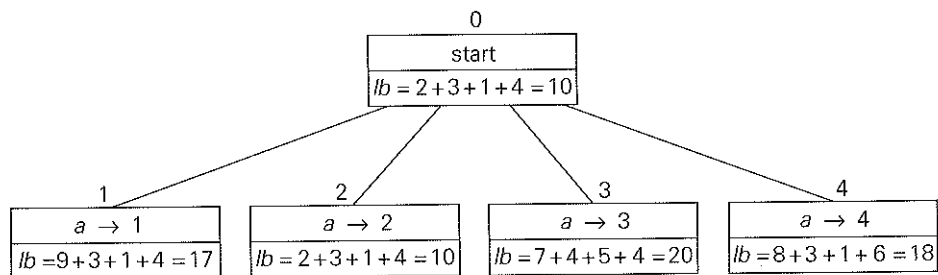 0
start
lb = 2+3+1+4 = 10
1
2
3
4
a → 1
a → 2
a → 3
a → 4
lb = 9+3+1+4 = 17
lb = 2+3+1+4 = 10
lb = 7+4+5+4 = 20
lb = 8+3+1+6 = 18